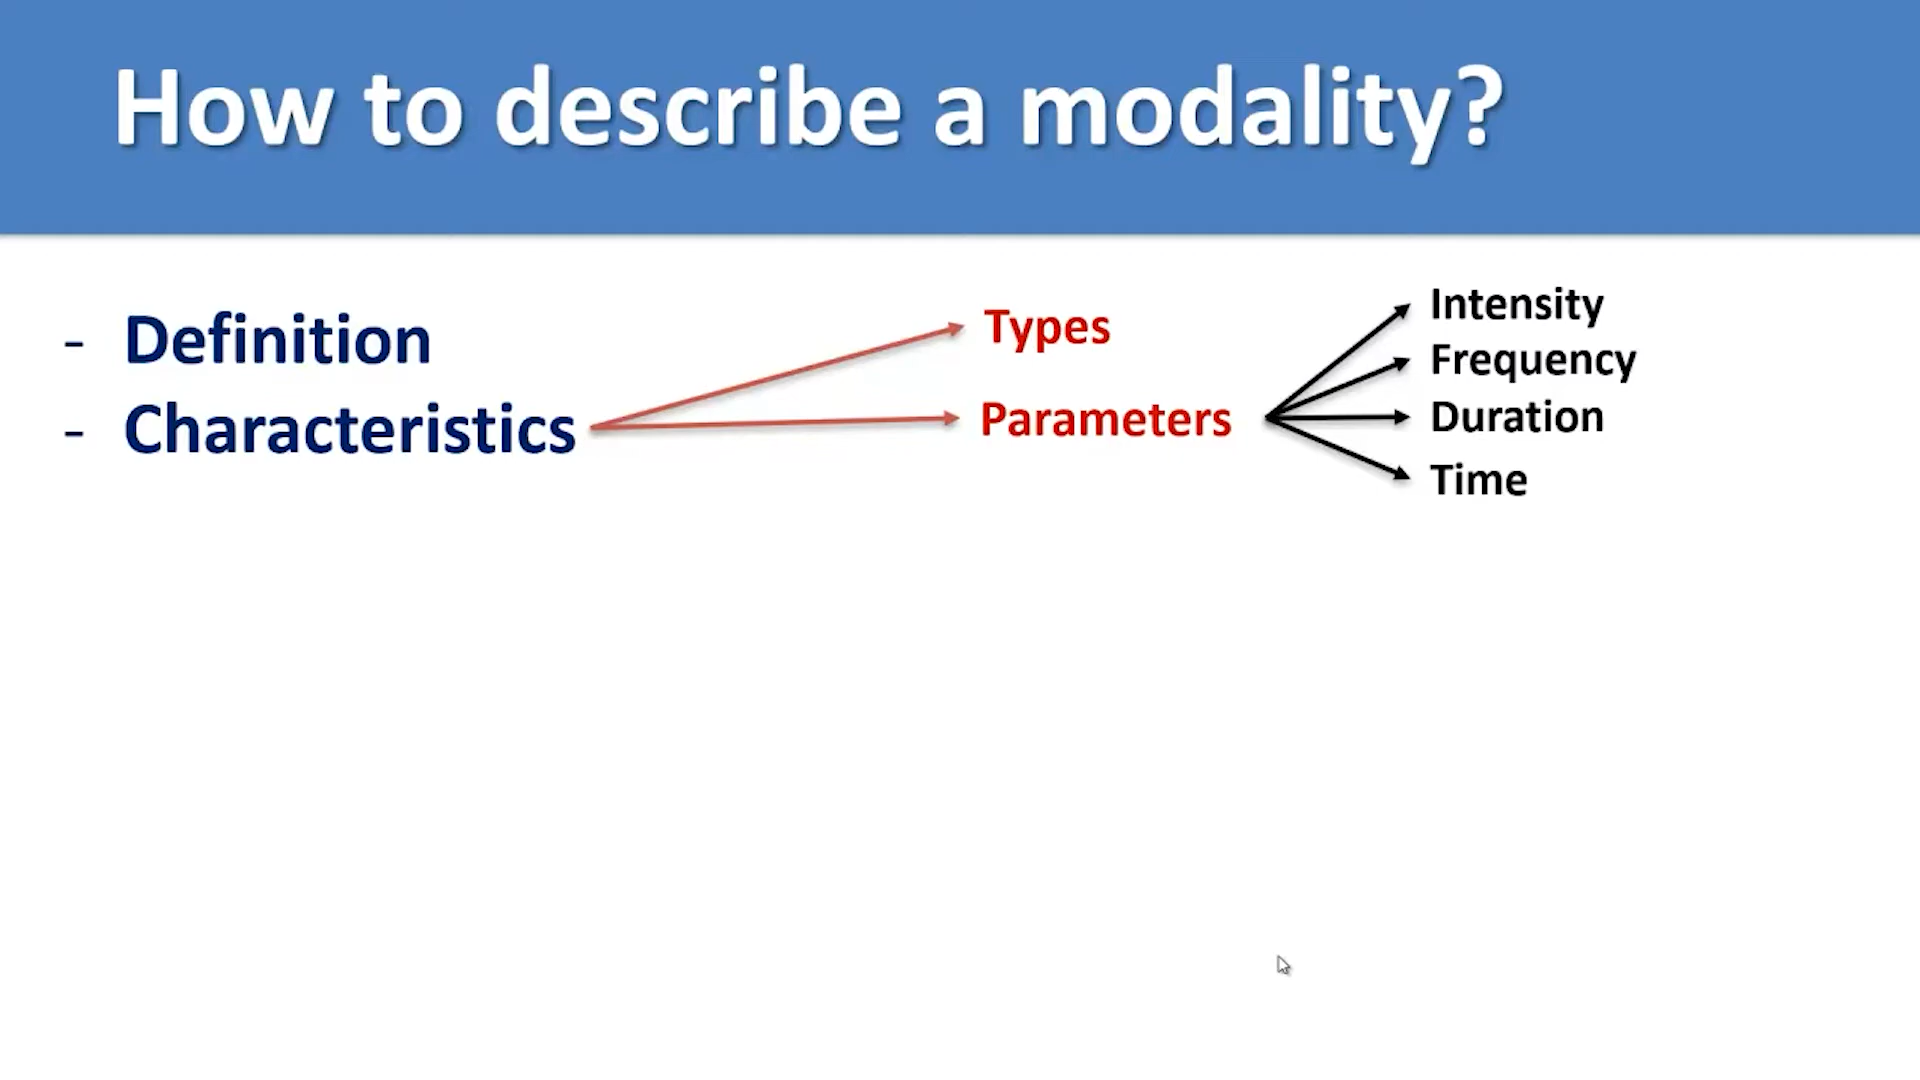 How to describe a modality?
- Definition
- Characteristics
Types
Parameters
Intensity
Frequency
Duration
Time